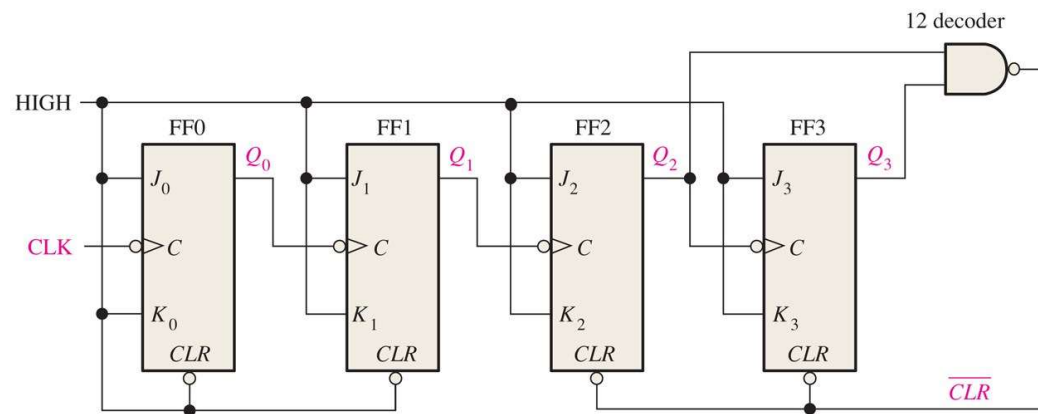 12 decoder
HIGH
FF0 FF1 FF2 FF3
Q₀ Q₁ Q₂ Q₃
J₀ J₁ J₂ J₃
CLK C C C C
K₀ K₁ K₂ K₃
CLR CLR CLR CLR
C̅L̅R̅